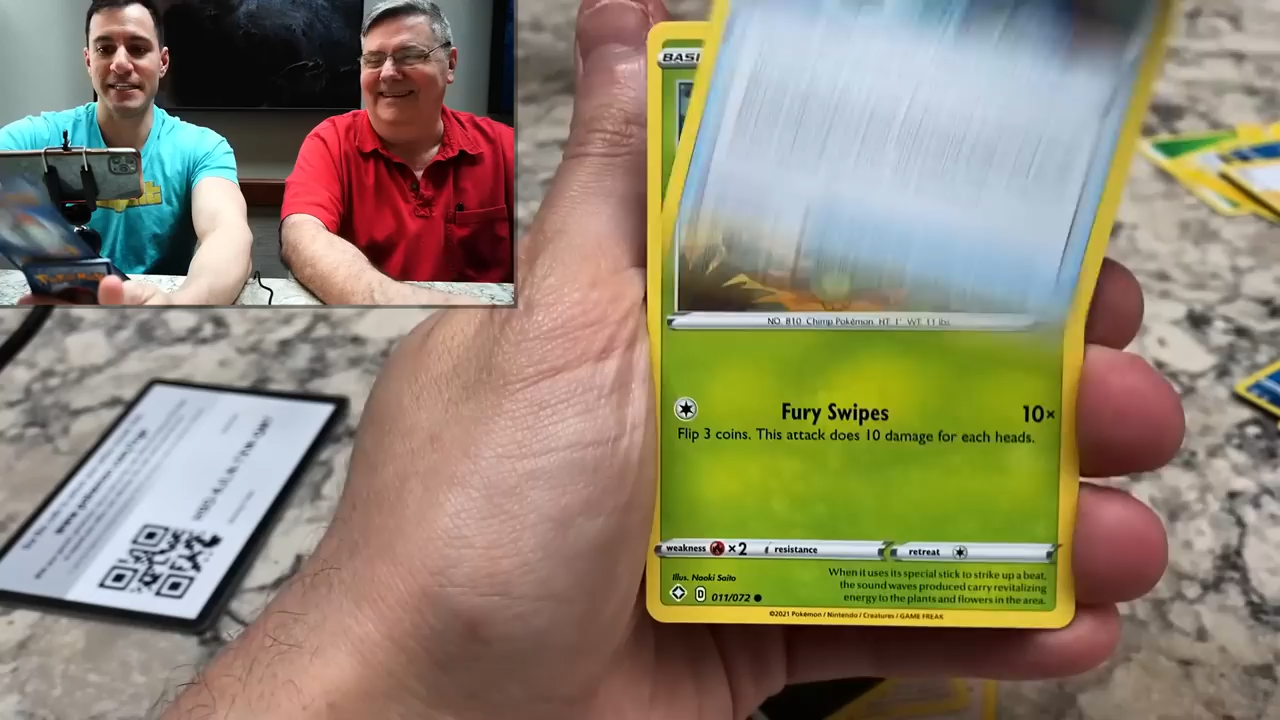 BASI
NO. 810 Chimp Pokémon HT 1' WT 11 lbs
Fury Swipes 10×
Flip 3 coins. This attack does 10 damage for each heads.
weakness ×2 resistance retreat
Illus. Naoki Saito
When it uses its special stick to strike up a beat,
the sound waves produced carry revitalizing
energy to the plants and flowers in the area.
D 011/072
©2021 Pokémon / Nintendo / Creatures / GAME FREAK